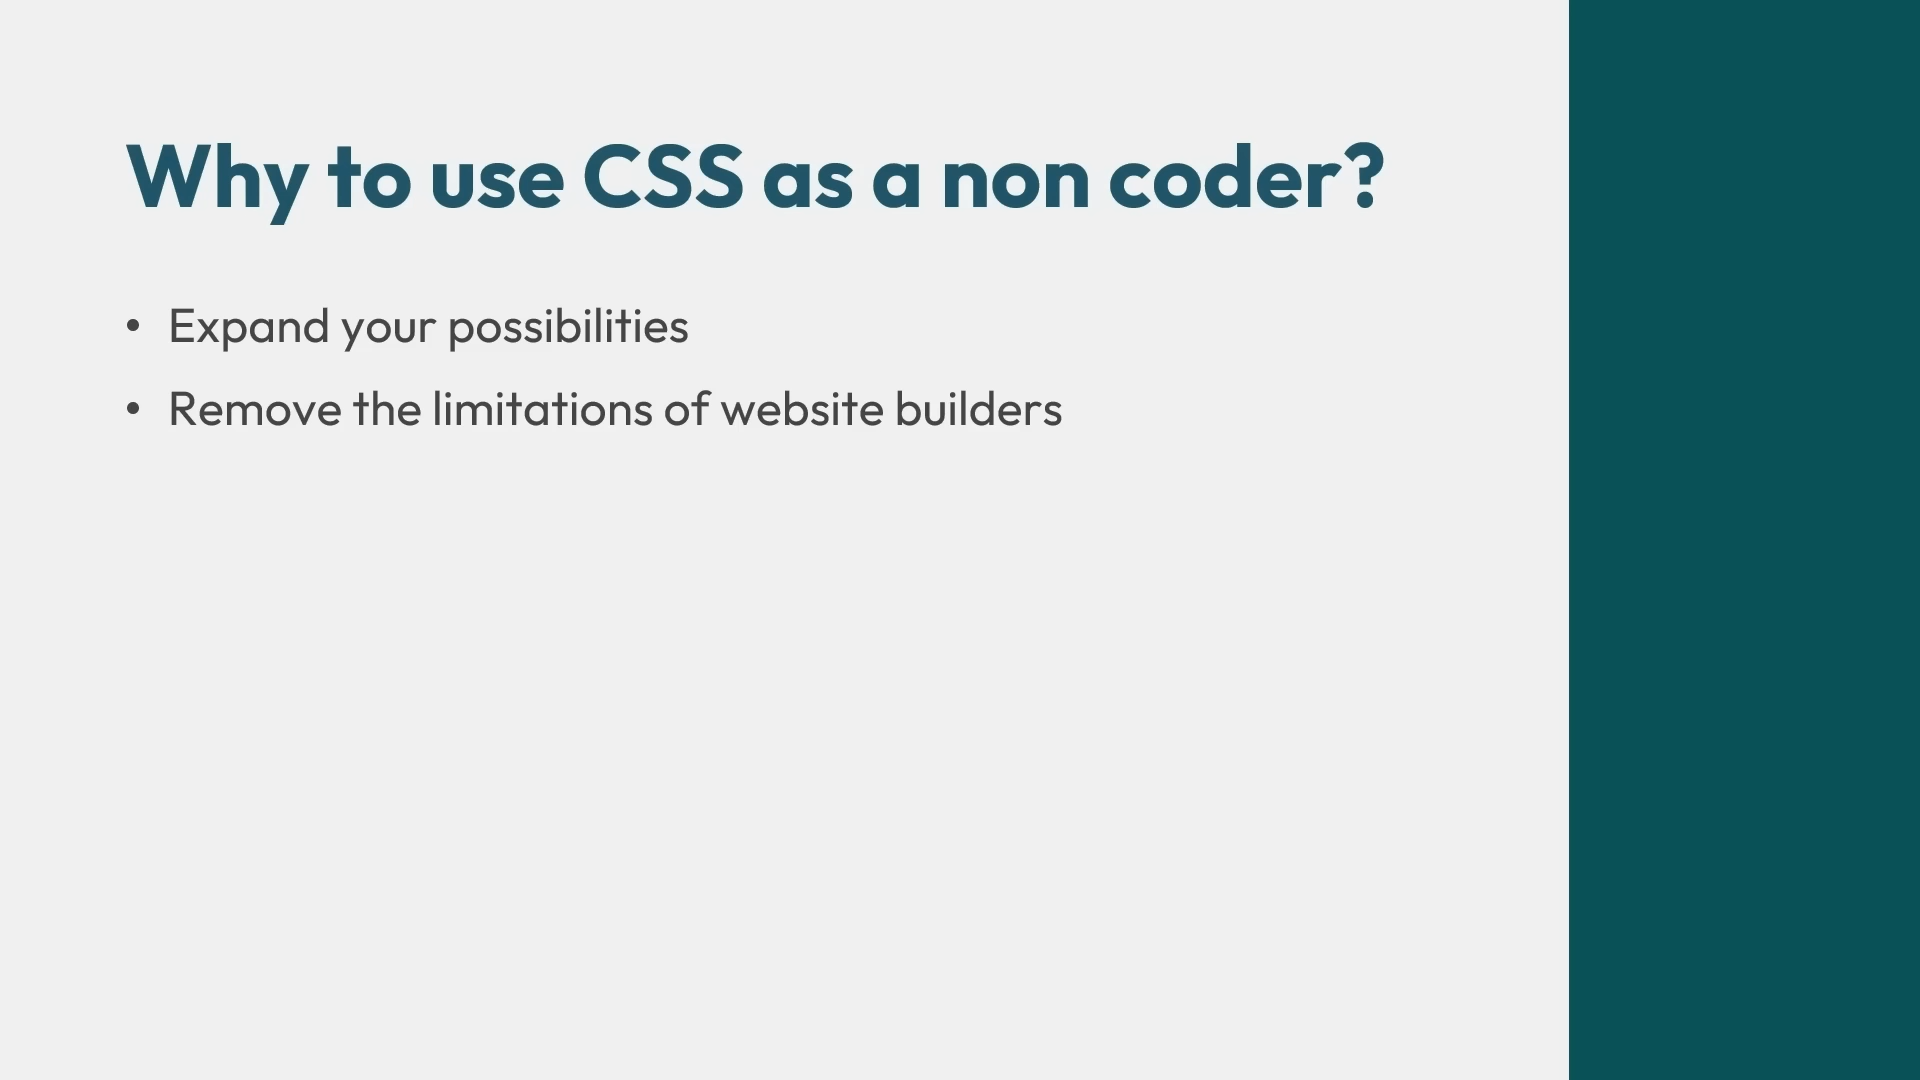 Why to use CSS as a non coder?
• Expand your possibilities
• Remove the limitations of website builders